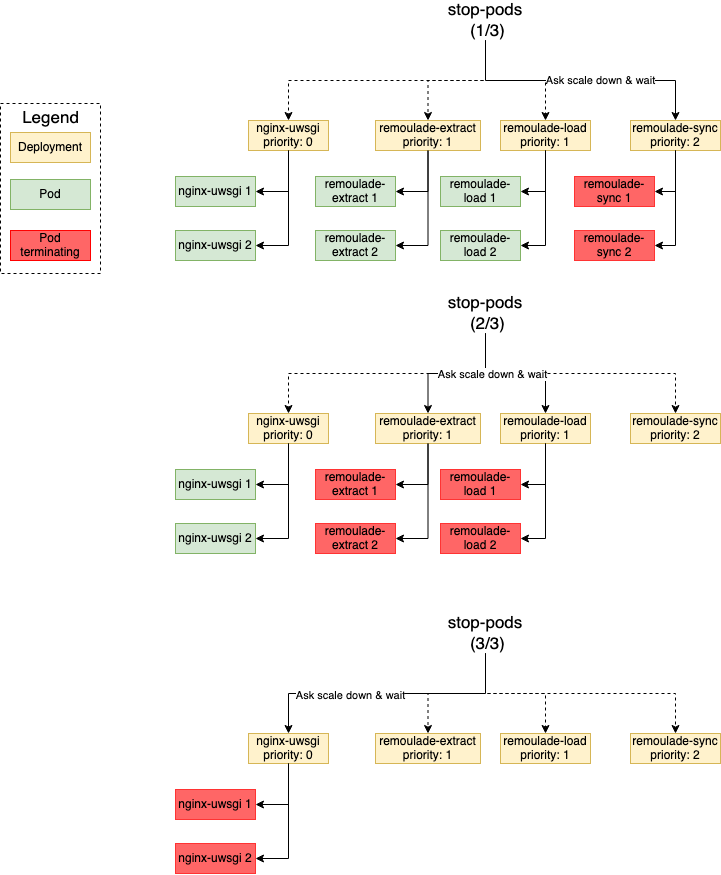 stop-pods
(1/3)
Ask scale down & wait
Legend
Deployment
Pod
Pod
terminating
nginx-uwsgi
priority: 0
remoulade-extract
priority: 1
remoulade-load
priority: 1
remoulade-sync
priority: 2
nginx-uwsgi 1
remoulade-
extract 1
remoulade-
load 1
remoulade-
sync 1
nginx-uwsgi 2
remoulade-
extract 2
remoulade-
load 2
remoulade-
sync 2
stop-pods
(2/3)
Ask scale down & wait
nginx-uwsgi
priority: 0
remoulade-extract
priority: 1
remoulade-load
priority: 1
remoulade-sync
priority: 2
nginx-uwsgi 1
remoulade-
extract 1
remoulade-
load 1
nginx-uwsgi 2
remoulade-
extract 2
remoulade-
load 2
stop-pods
(3/3)
Ask scale down & wait
nginx-uwsgi
priority: 0
remoulade-extract
priority: 1
remoulade-load
priority: 1
remoulade-sync
priority: 2
nginx-uwsgi 1
nginx-uwsgi 2